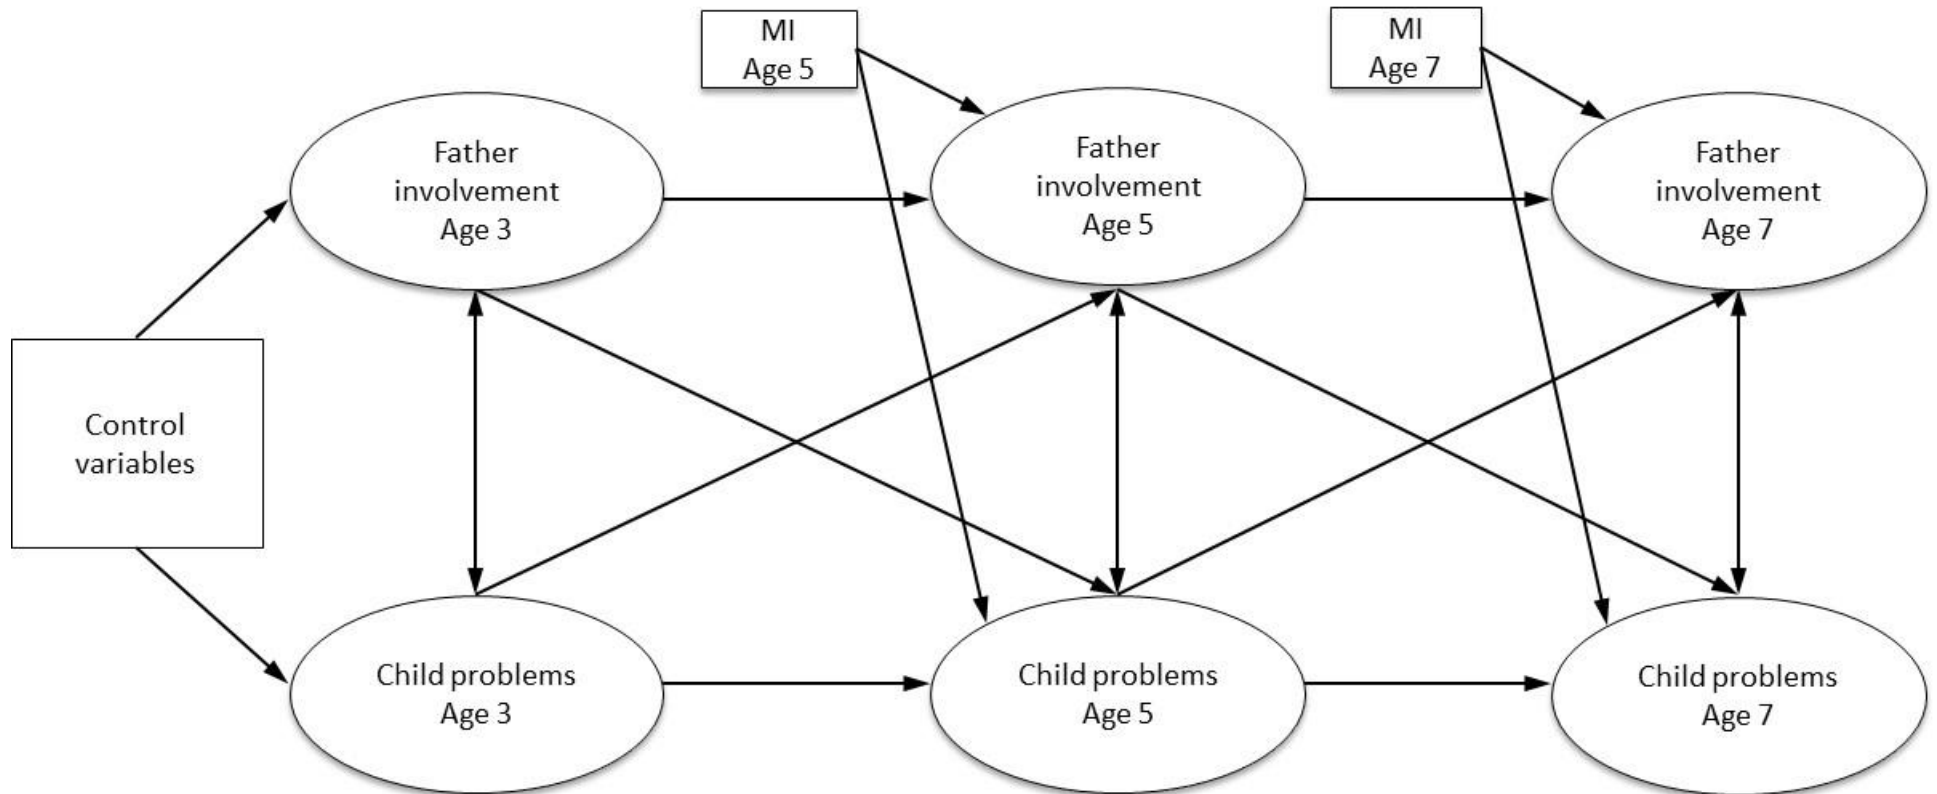 MI
Age 5
MI
Age 7
Father
involvement
Age 3
Father
involvement
Age 5
Father
involvement
Age 7
Control
variables
Child problems
Age 3
Child problems
Age 5
Child problems
Age 7